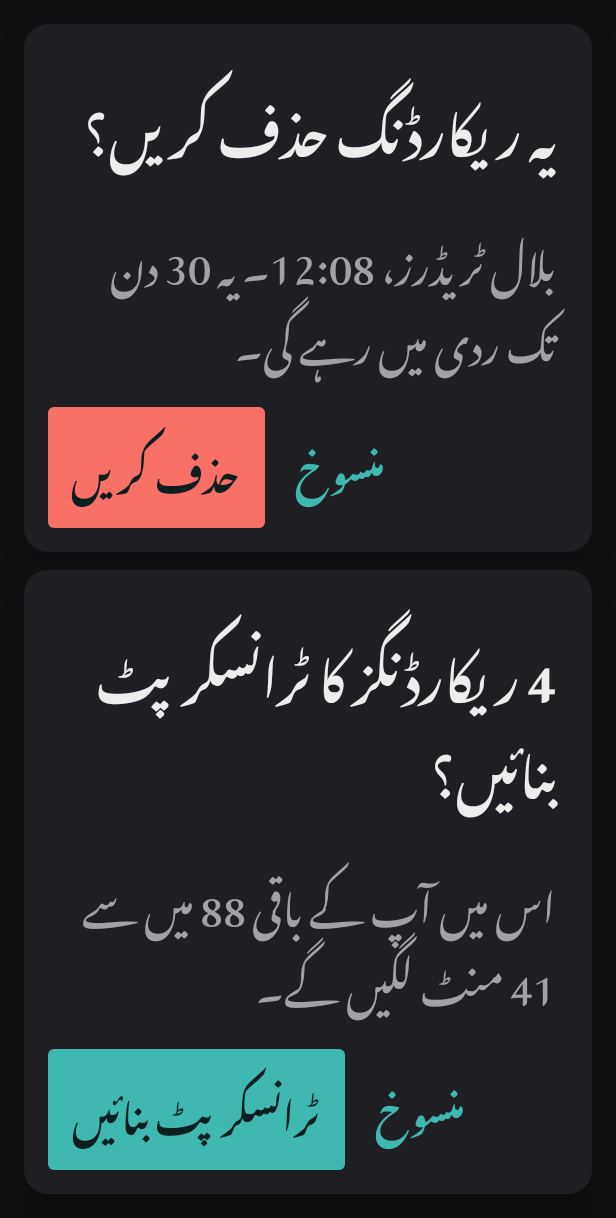 یہ ریکارڈنگ حذف کریں؟
بلال ٹریڈرز، 12:08۔ یہ 30 دن
تک ردی میں رہے گی۔
منسوخ
حذف کریں
4 ریکارڈنگز کا ٹرانسکرپٹ
بنائیں؟
اس میں آپ کے باقی 88 میں سے
41 منٹ لگیں گے۔
منسوخ
ٹرانسکرپٹ بنائیں